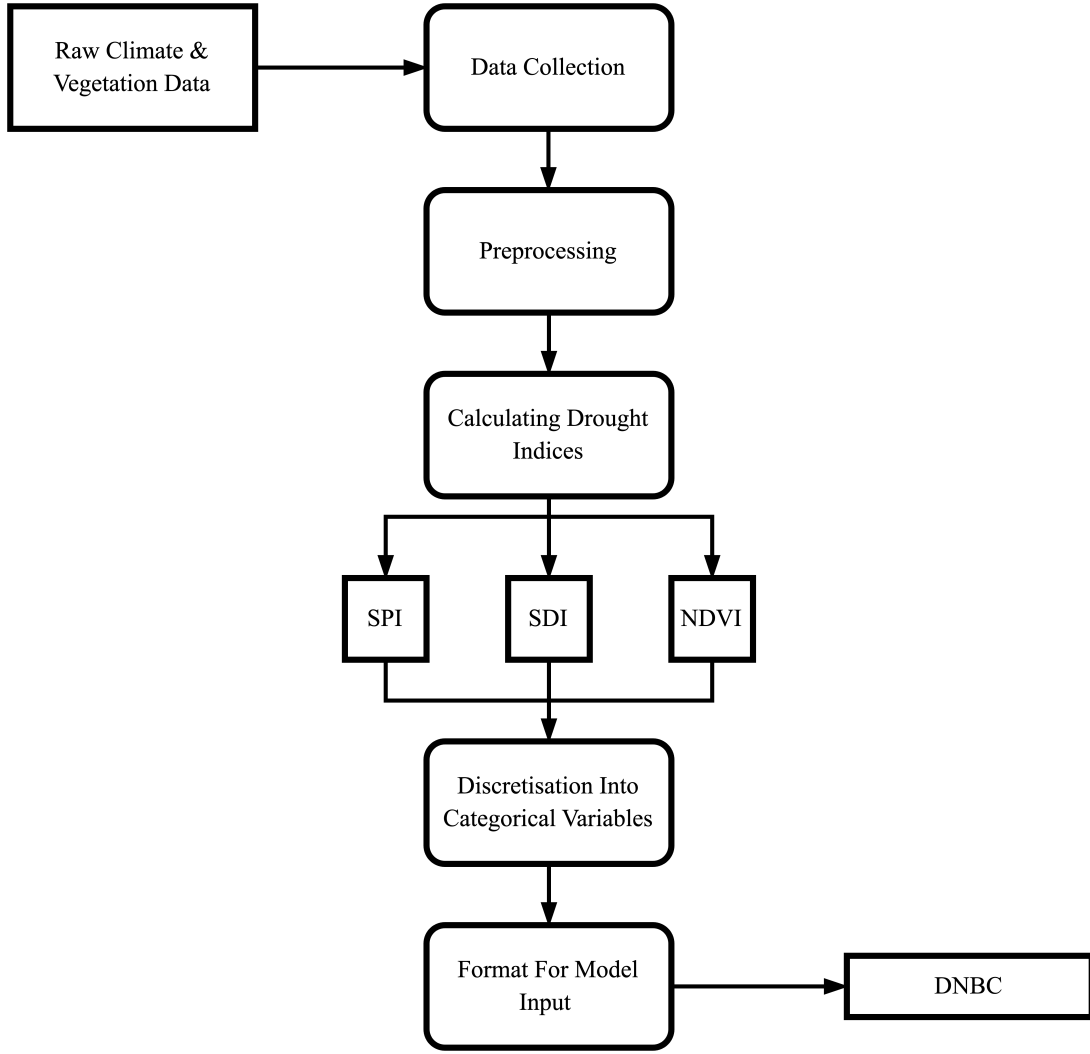 Raw Climate &
Vegetation Data
Data Collection
Preprocessing
Calculating Drought
Indices
SPI
SDI
NDVI
Discretisation Into
Categorical Variables
Format For Model
Input
DNBC